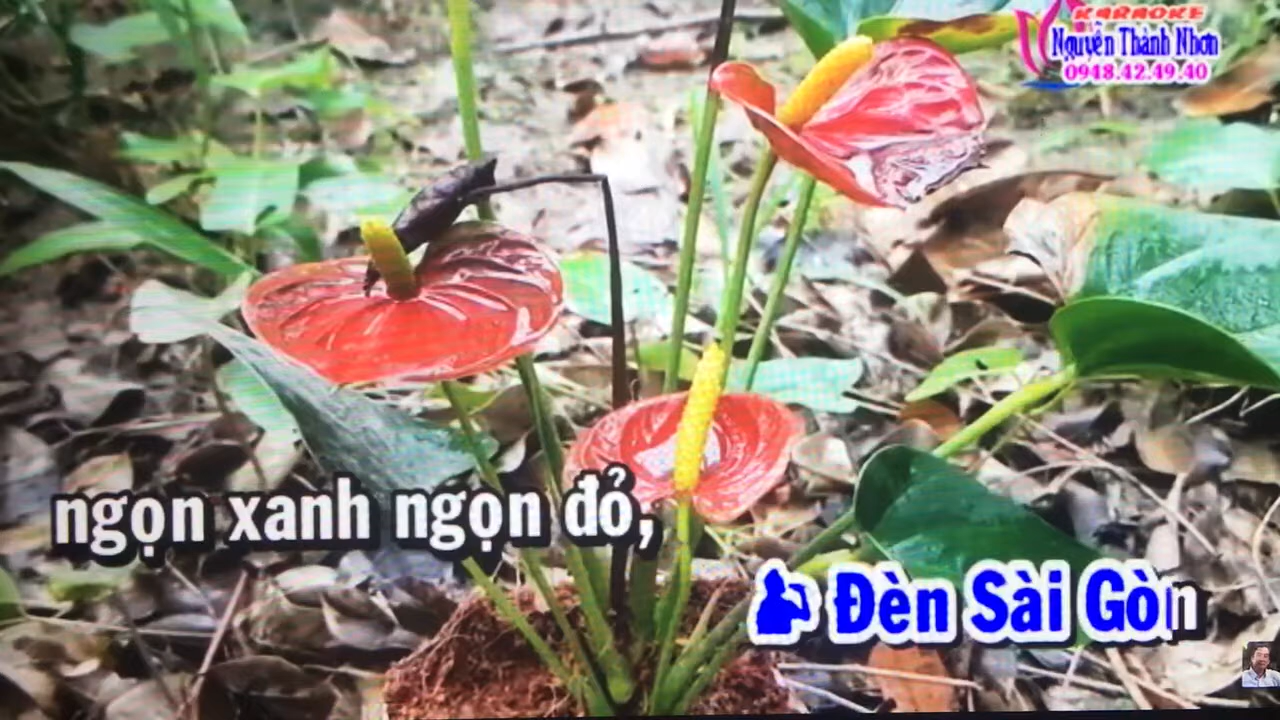 KARAOKE
Nguyễn Thành Nhơn
0948.42.49.40
ngọn xanh ngọn đỏ,
Đèn Sài Gòn